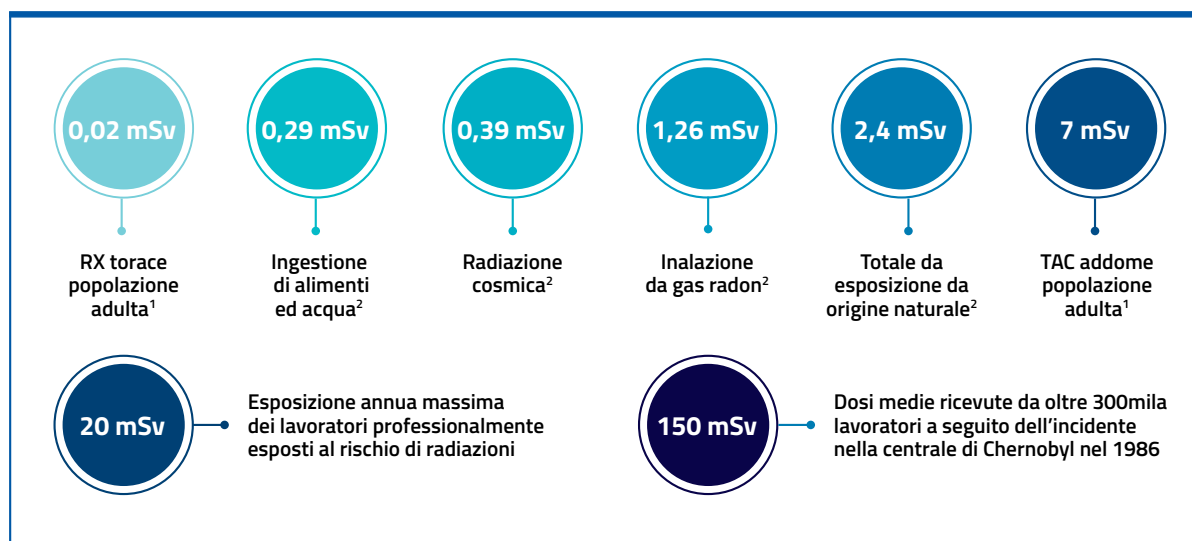 0,02 mSv
RX torace
popolazione
adulta¹
0,29 mSv
Ingestione
di alimenti
ed acqua²
0,39 mSv
Radiazione
cosmica²
1,26 mSv
Inalazione
da gas radon²
2,4 mSv
Totale da
esposizione da
origine naturale²
7 mSv
TAC addome
popolazione
adulta¹
20 mSv
Esposizione annua massima
dei lavoratori professionalmente
esposti al rischio di radiazioni
150 mSv
Dosi medie ricevute da oltre 300mila
lavoratori a seguito dell’incidente
nella centrale di Chernobyl nel 1986